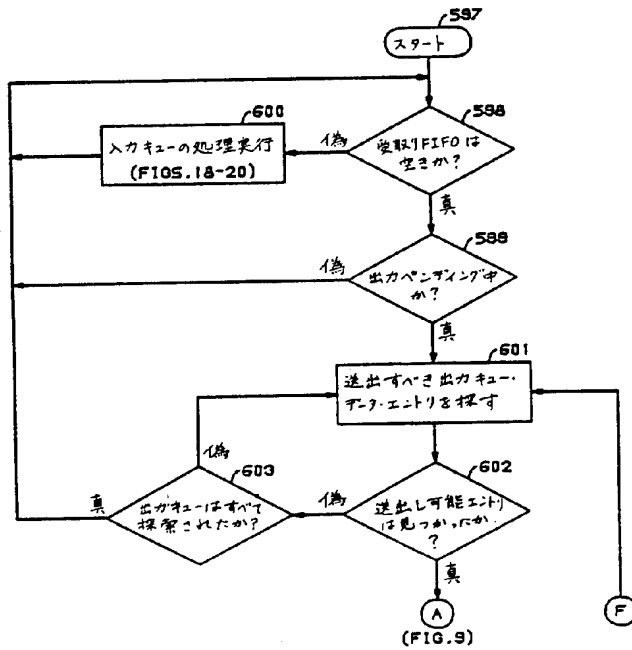 597
スタート
598
受取りFIFOは
空きか?
偽
真
600
入力キューの処理実行
(FIGS.18-20)
599
出力ペンディング中
か?
偽
真
601
送出すべき出力キュー・
データ・エントリを探す
602
送出し可能エントリ
は見つかったか
?
偽
真
603
出力キューはすべて
探索されたか?
偽
真
A
(FIG.9)
F